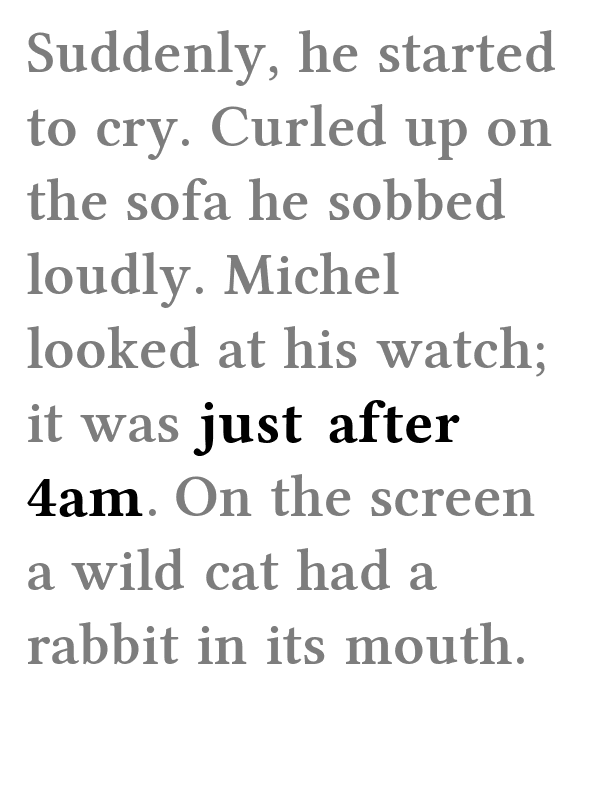 Suddenly, he started
to cry. Curled up on
the sofa he sobbed
loudly. Michel
looked at his watch;
it was just after
4am. On the screen
a wild cat had a
rabbit in its mouth.